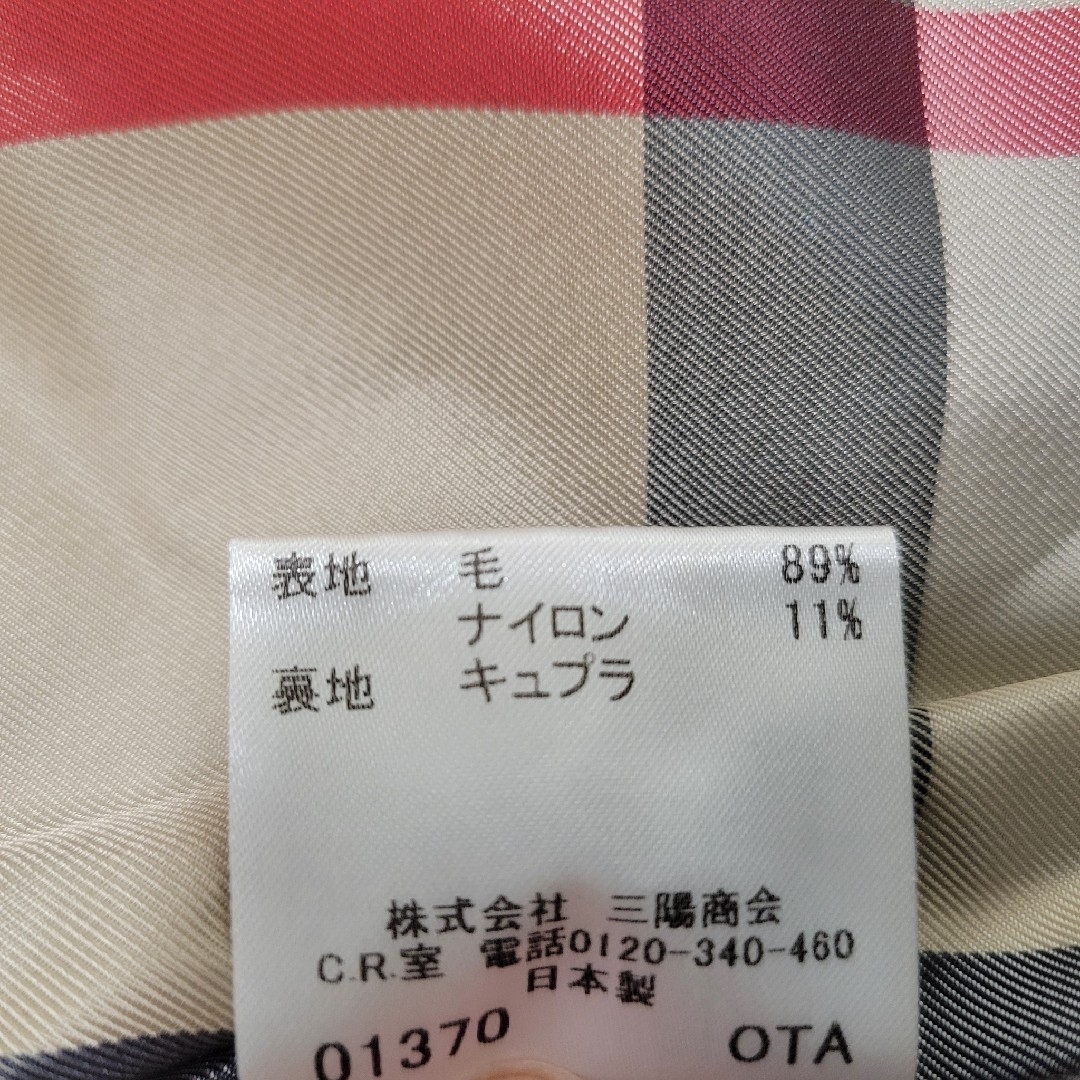 表地 毛 89%
ナイロン 11%
裏地 キュプラ
株式会社 三陽商会
C.R.室 電話0120-340-460
日本製
01370 OTA